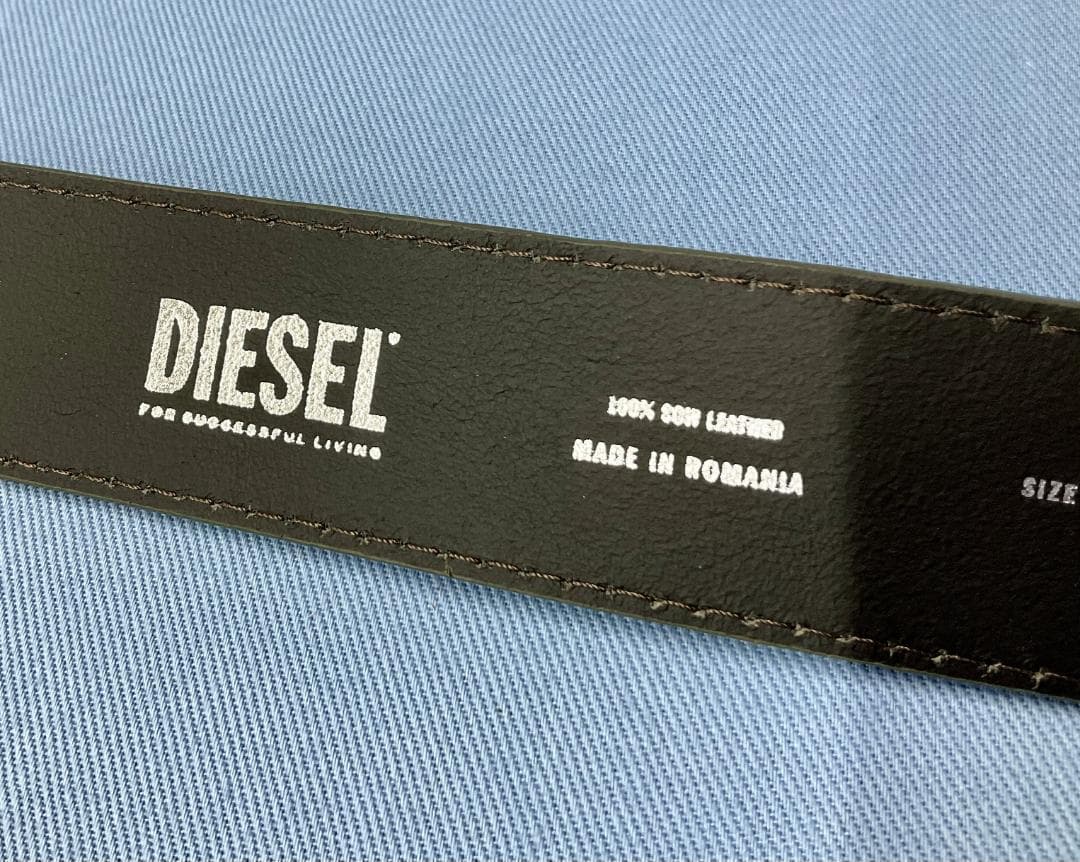 DIESEL®
FOR SUCCESSFUL LIVING
100% COW LEATHER
MADE IN ROMANIA
SIZE